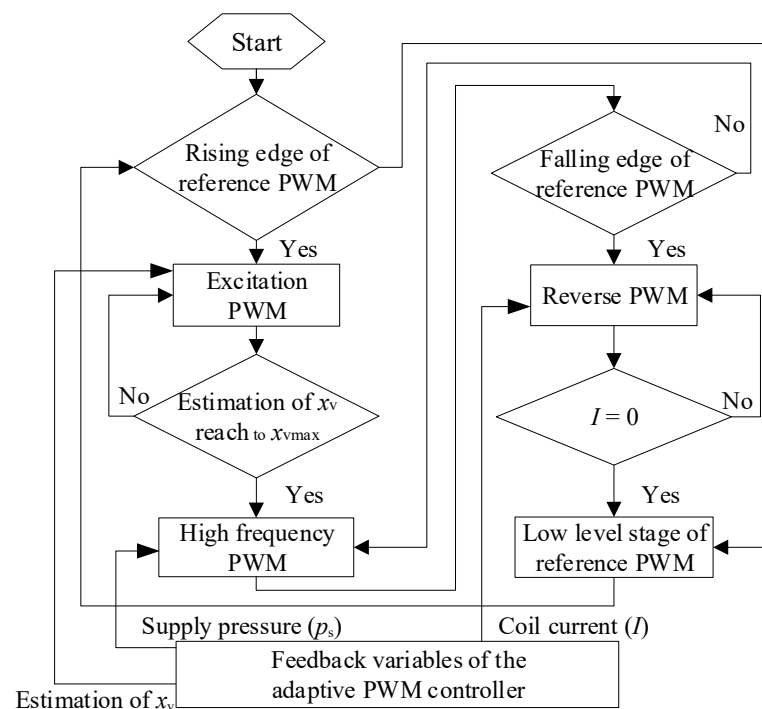 Start
Rising edge of
reference PWM
Yes
Excitation
PWM
No
Estimation of xv
reach to xvmax
Yes
High frequency
PWM
No
Falling edge of
reference PWM
Yes
Reverse PWM
I = 0
No
Yes
Low level stage of
reference PWM
Supply pressure (ps)
Coil current (I)
Feedback variables of the
adaptive PWM controller
Estimation of xv